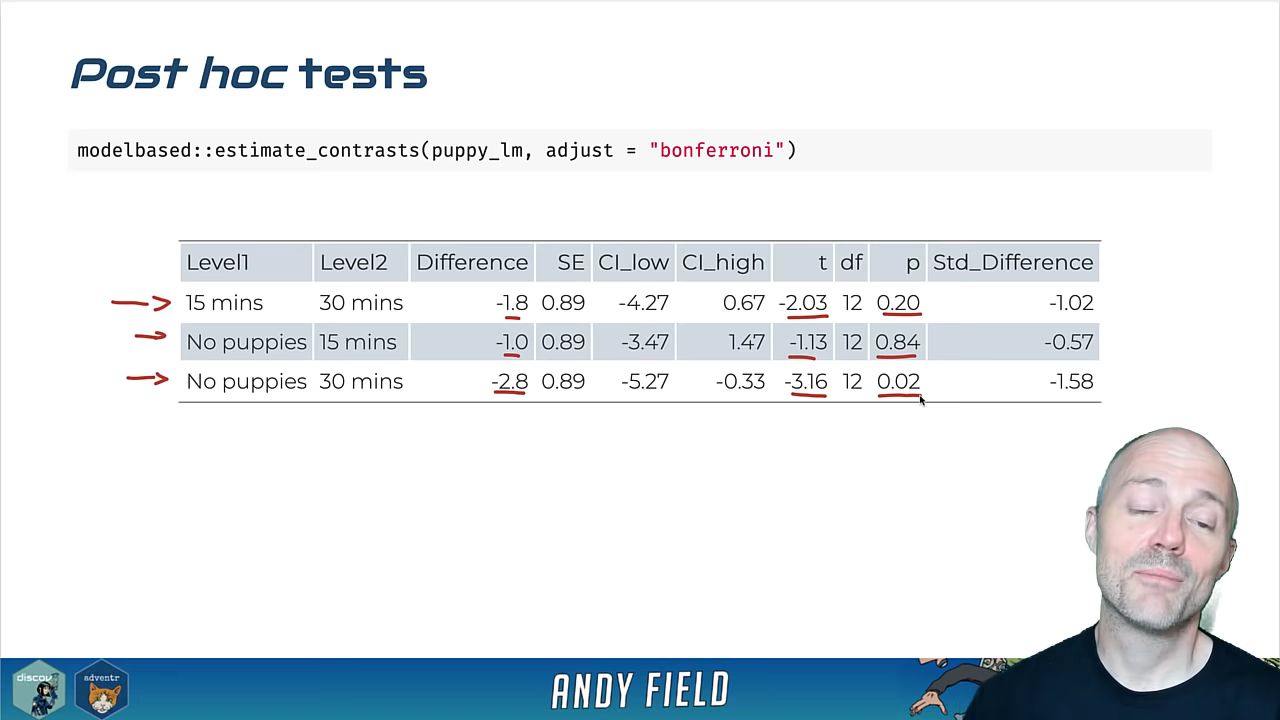 Post hoc tests
modelbased::estimate_contrasts(puppy_lm, adjust = "bonferroni")
Level1 Level2 Difference SE CI_low CI_high t df p Std_Difference
15 mins 30 mins -1.8 0.89 -4.27 0.67 -2.03 12 0.20 -1.02
No puppies 15 mins -1.0 0.89 -3.47 1.47 -1.13 12 0.84 -0.57
No puppies 30 mins -2.8 0.89 -5.27 -0.33 -3.16 12 0.02 -1.58
discov
adventr
ANDY FIELD